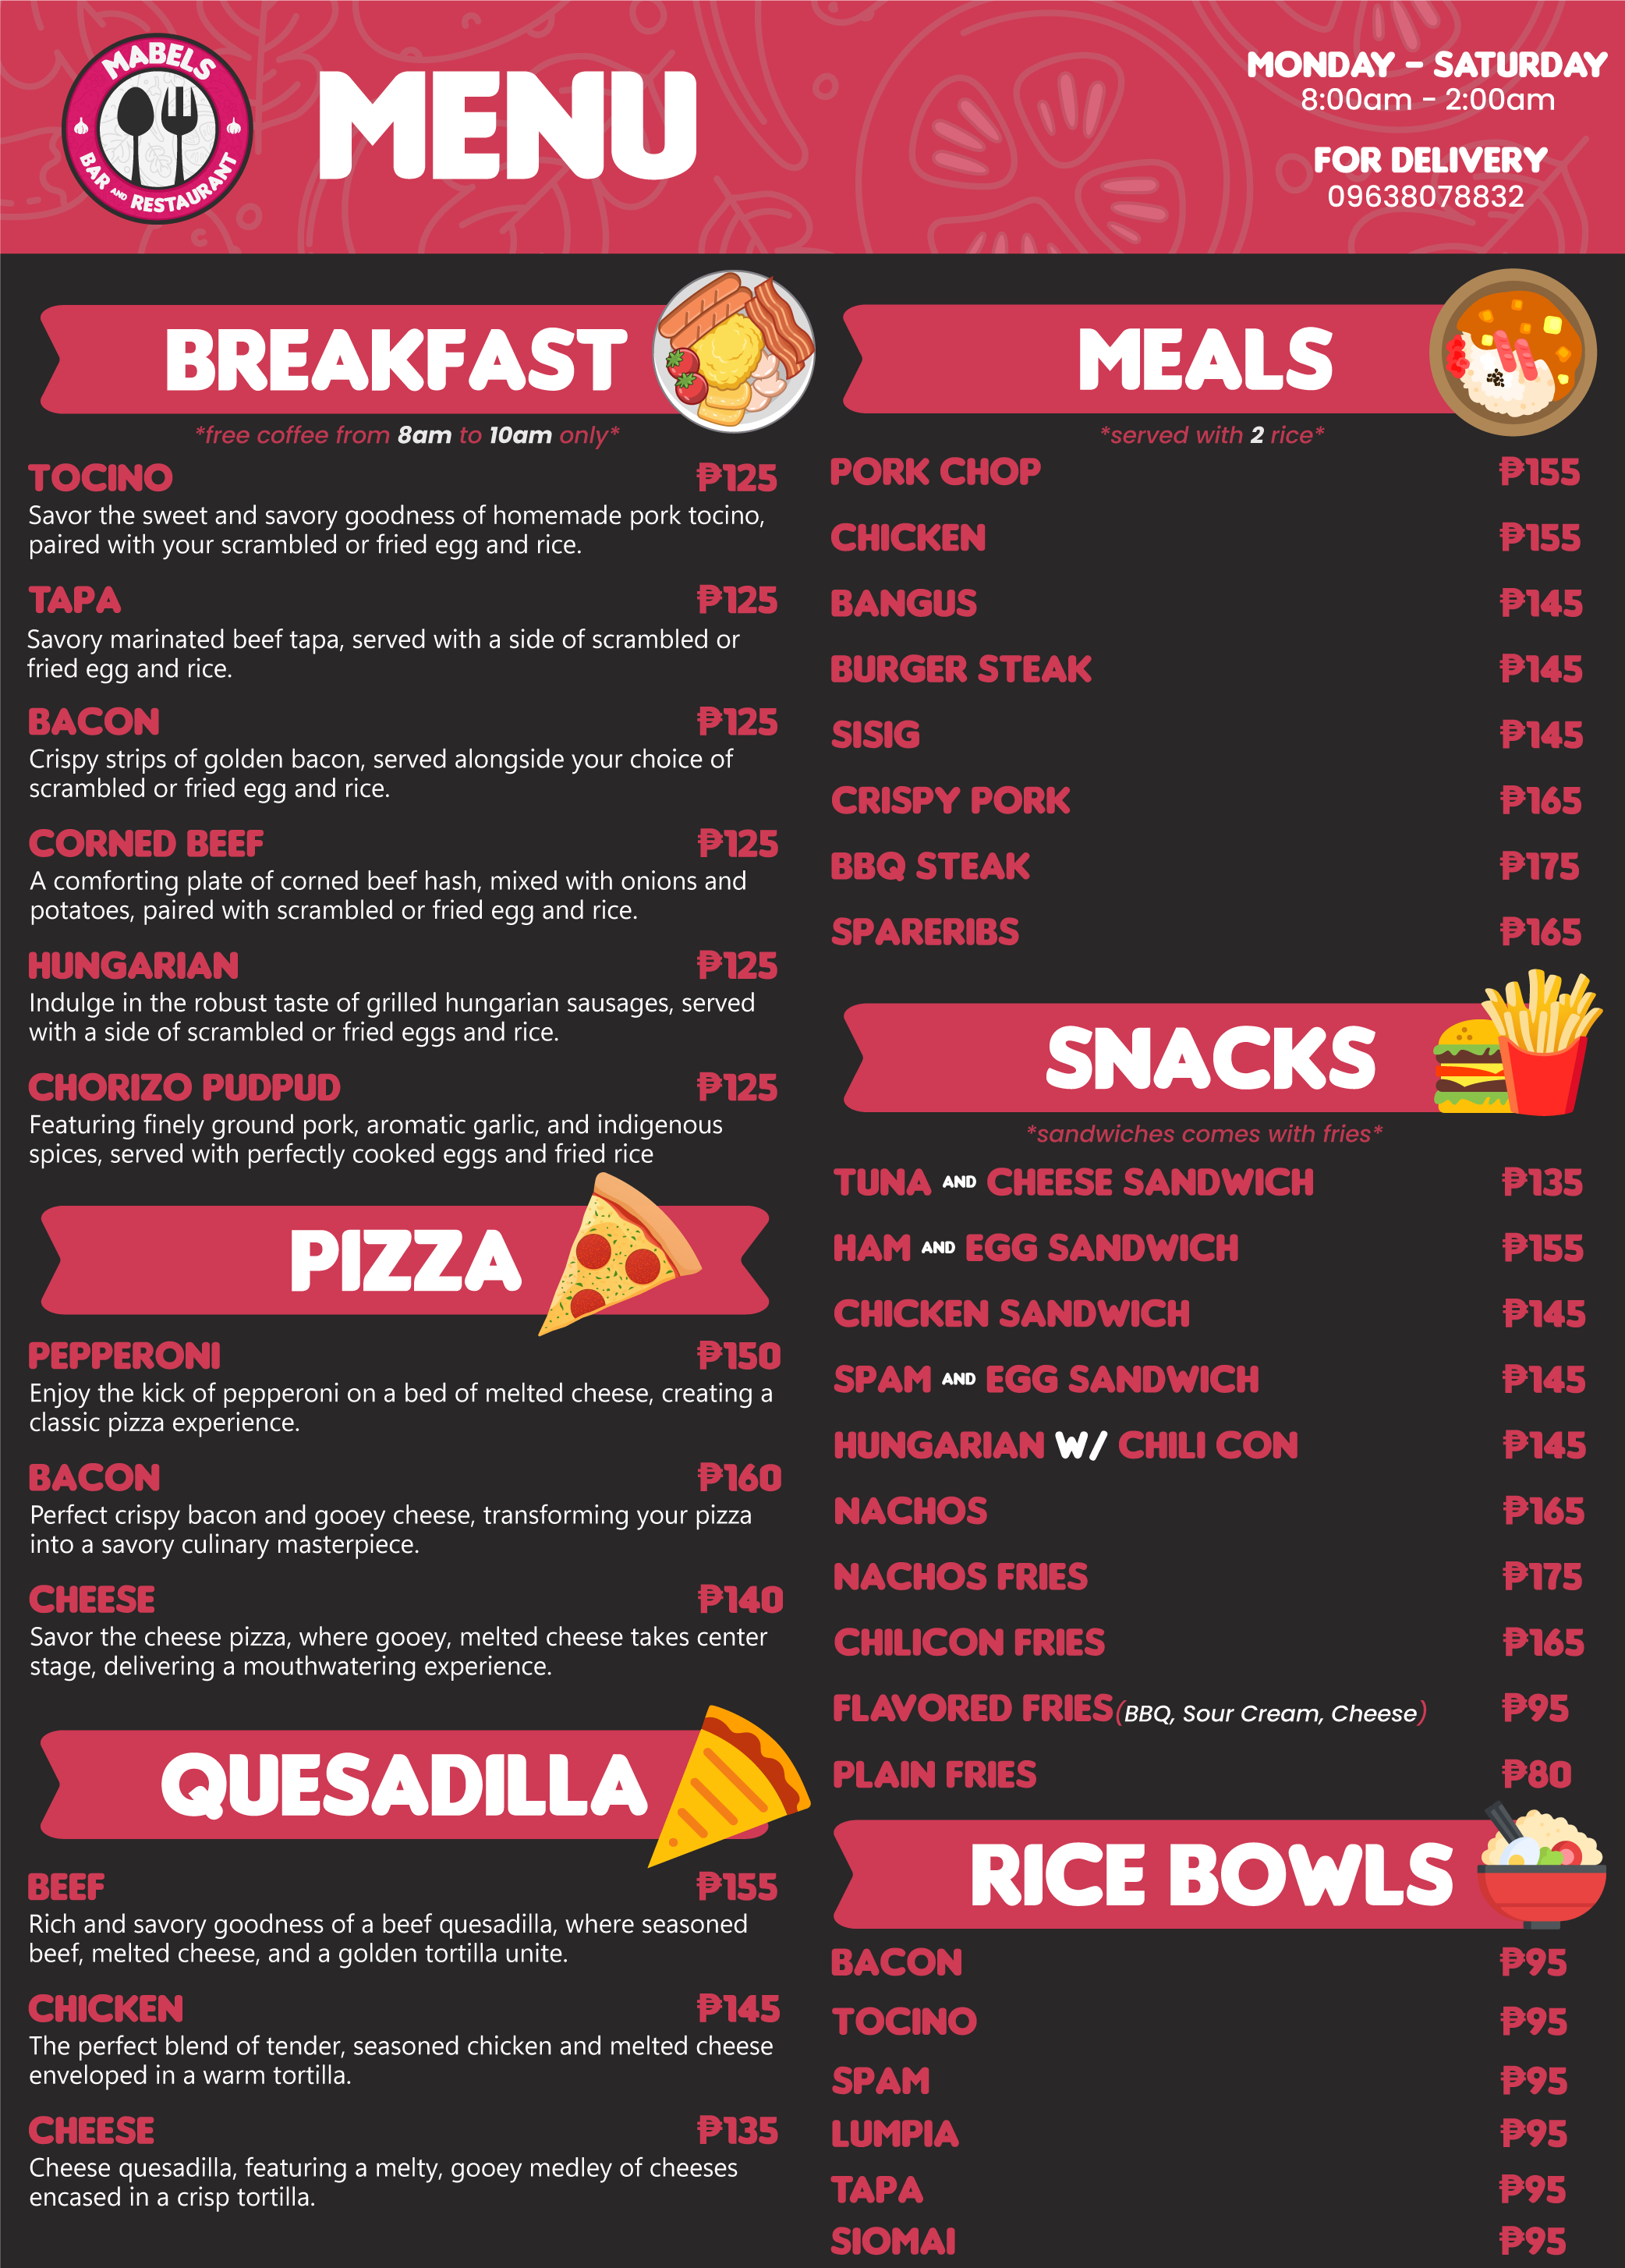 MABELS
BAR AND RESTAURANT
MENU
MONDAY - SATURDAY
8:00am - 2:00am
FOR DELIVERY
09638078832
BREAKFAST
*free coffee from 8am to 10am only*
TOCINO ₱125
Savor the sweet and savory goodness of homemade pork tocino,
paired with your scrambled or fried egg and rice.
TAPA ₱125
Savory marinated beef tapa, served with a side of scrambled or
fried egg and rice.
BACON ₱125
Crispy strips of golden bacon, served alongside your choice of
scrambled or fried egg and rice.
CORNED BEEF ₱125
A comforting plate of corned beef hash, mixed with onions and
potatoes, paired with scrambled or fried egg and rice.
HUNGARIAN ₱125
Indulge in the robust taste of grilled hungarian sausages, served
with a side of scrambled or fried eggs and rice.
CHORIZO PUDPUD ₱125
Featuring finely ground pork, aromatic garlic, and indigenous
spices, served with perfectly cooked eggs and fried rice
PIZZA
PEPPERONI ₱150
Enjoy the kick of pepperoni on a bed of melted cheese, creating a
classic pizza experience.
BACON ₱160
Perfect crispy bacon and gooey cheese, transforming your pizza
into a savory culinary masterpiece.
CHEESE ₱140
Savor the cheese pizza, where gooey, melted cheese takes center
stage, delivering a mouthwatering experience.
QUESADILLA
BEEF ₱155
Rich and savory goodness of a beef quesadilla, where seasoned
beef, melted cheese, and a golden tortilla unite.
CHICKEN ₱145
The perfect blend of tender, seasoned chicken and melted cheese
enveloped in a warm tortilla.
CHEESE ₱135
Cheese quesadilla, featuring a melty, gooey medley of cheeses
encased in a crisp tortilla.
MEALS
*served with 2 rice*
PORK CHOP ₱155
CHICKEN ₱155
BANGUS ₱145
BURGER STEAK ₱145
SISIG ₱145
CRISPY PORK ₱165
BBQ STEAK ₱175
SPARERIBS ₱165
SNACKS
*sandwiches comes with fries*
TUNA AND CHEESE SANDWICH ₱135
HAM AND EGG SANDWICH ₱155
CHICKEN SANDWICH ₱145
SPAM AND EGG SANDWICH ₱145
HUNGARIAN W/ CHILI CON ₱145
NACHOS ₱165
NACHOS FRIES ₱175
CHILICON FRIES ₱165
FLAVORED FRIES (BBQ, Sour Cream, Cheese) ₱95
PLAIN FRIES ₱80
RICE BOWLS
BACON ₱95
TOCINO ₱95
SPAM ₱95
LUMPIA ₱95
TAPA ₱95
SIOMAI ₱95